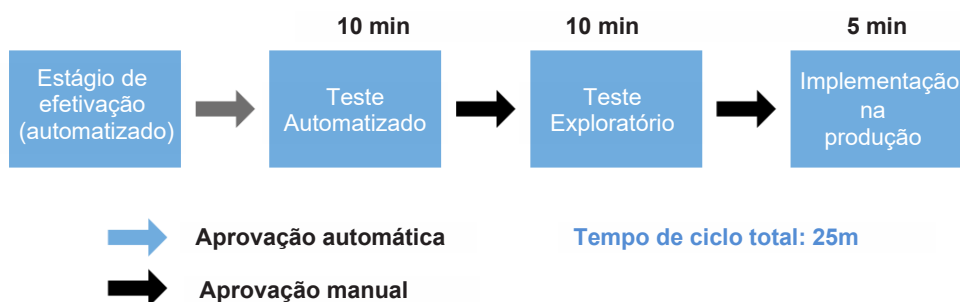 10 min
10 min
5 min
Estágio de
efetivação
(automatizado)
Teste
Automatizado
Teste
Exploratório
Implementação
na
produção
Aprovação automática
Tempo de ciclo total: 25m
Aprovação manual